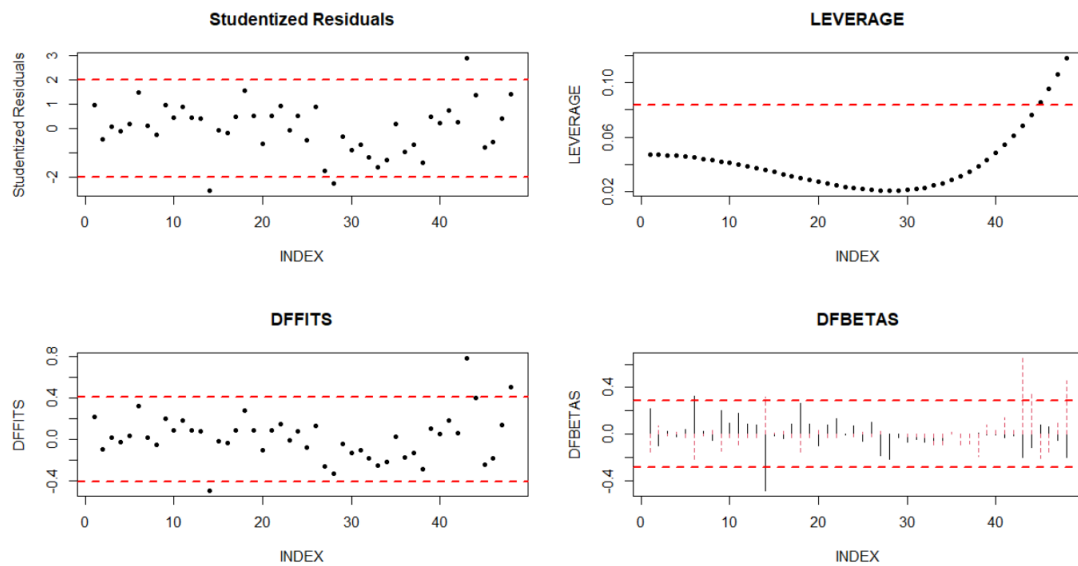 Studentized Residuals
Studentized Residuals
3
2
1
0
-2
0 10 20 30 40
INDEX
LEVERAGE
LEVERAGE
0.10
0.06
0.02
0 10 20 30 40
INDEX
DFFITS
DFFITS
0.8
0.4
0.0
-0.4
0 10 20 30 40
INDEX
DFBETAS
DFBETAS
0.4
0.0
-0.4
0 10 20 30 40
INDEX